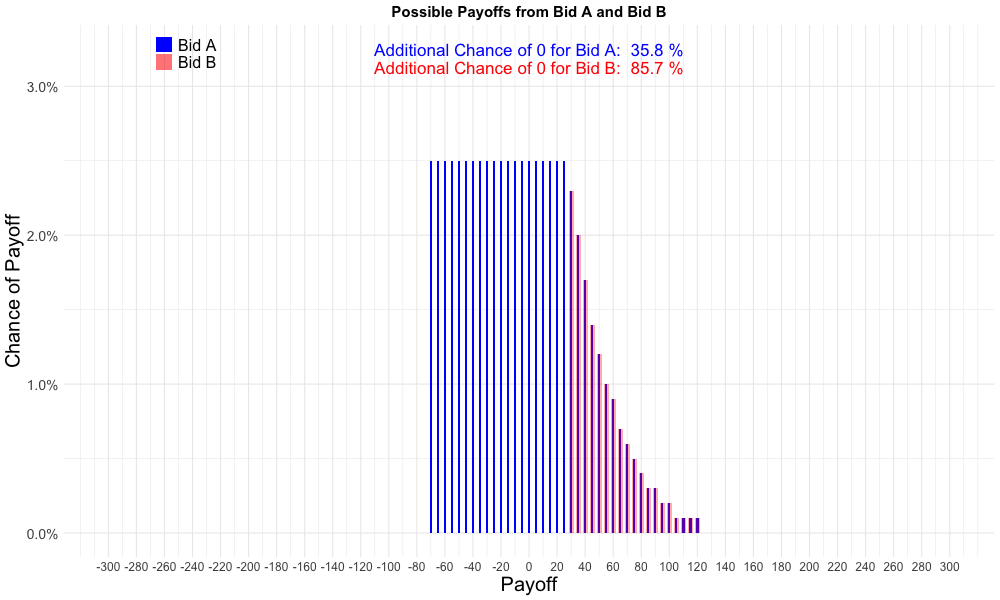 Possible Payoffs from Bid A and Bid B
Bid A
Bid B
Additional Chance of 0 for Bid A: 35.8 %
Additional Chance of 0 for Bid B: 85.7 %
Chance of Payoff
3.0%
2.0%
1.0%
0.0%
-300 -280 -260 -240 -220 -200 -180 -160 -140 -120 -100 -80 -60 -40 -20 0 20 40 60 80 100 120 140 160 180 200 220 240 260 280 300
Payoff